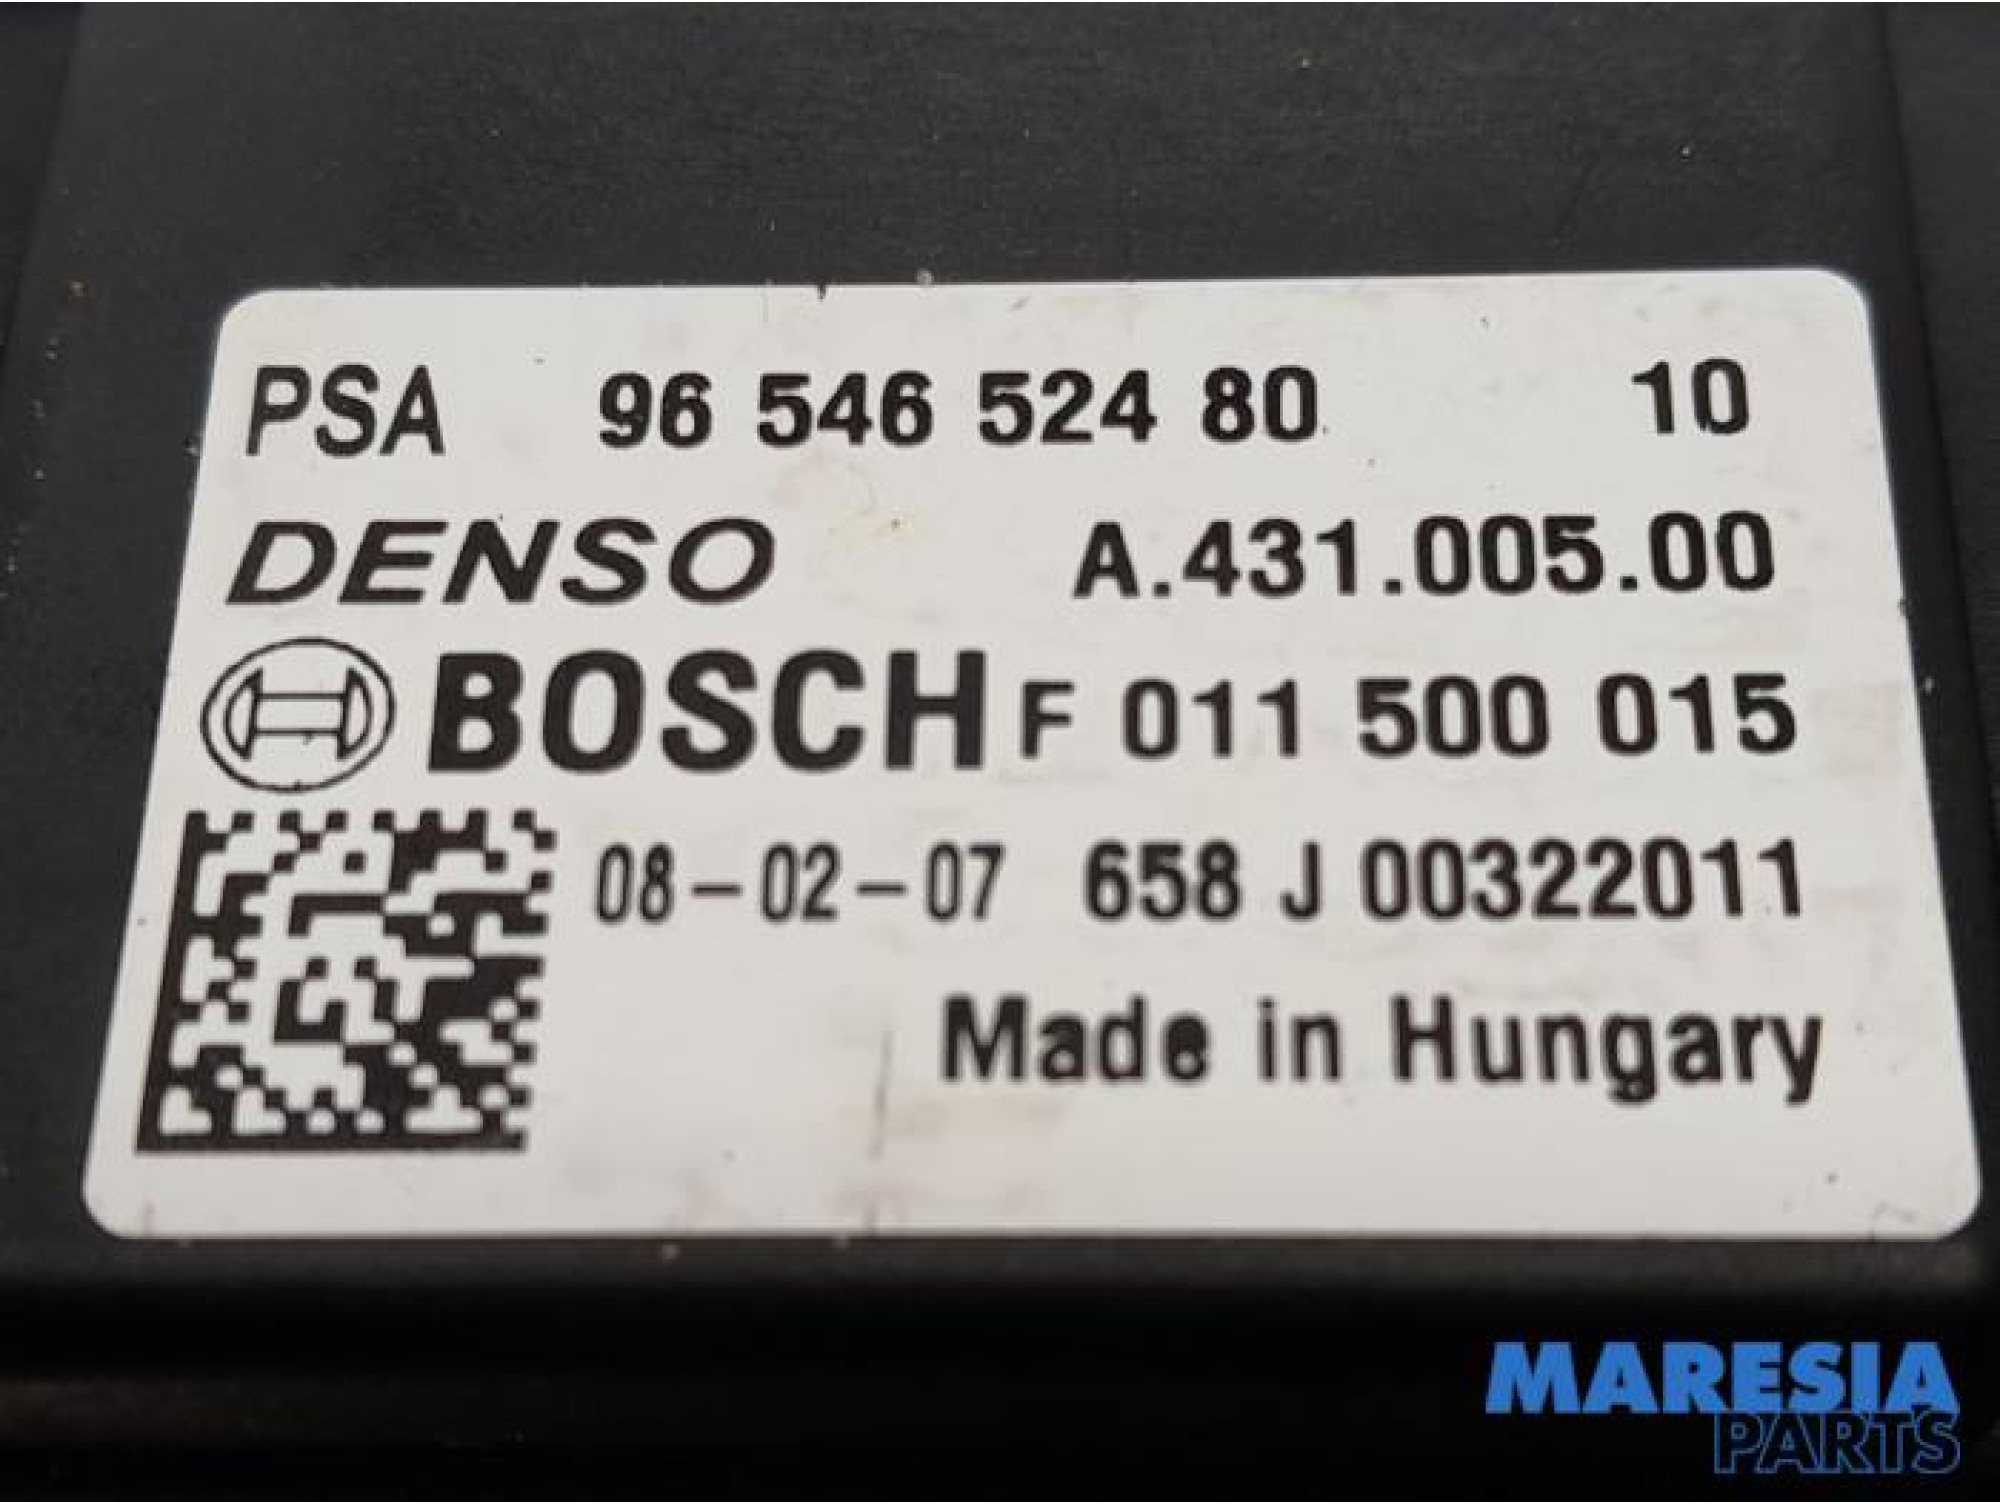 PSA 96 546 524 80 10
DENSO A.431.005.00
BOSCH F 011 500 015
08-02-07 658 J 00322011
Made in Hungary
MARESIA
PARTS